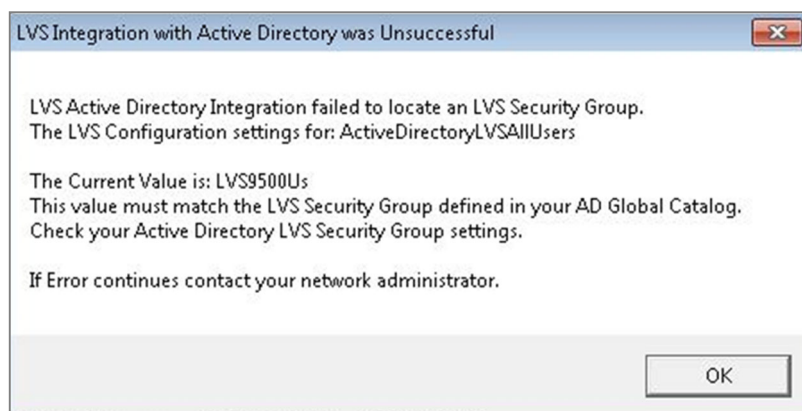 LVS Integration with Active Directory was Unsuccessful
LVS Active Directory Integration failed to locate an LVS Security Group.
The LVS Configuration settings for: ActiveDirectoryLVSAllUsers
The Current Value is: LVS9500Us
This value must match the LVS Security Group defined in your AD Global Catalog.
Check your Active Directory LVS Security Group settings.
If Error continues contact your network administrator.
OK